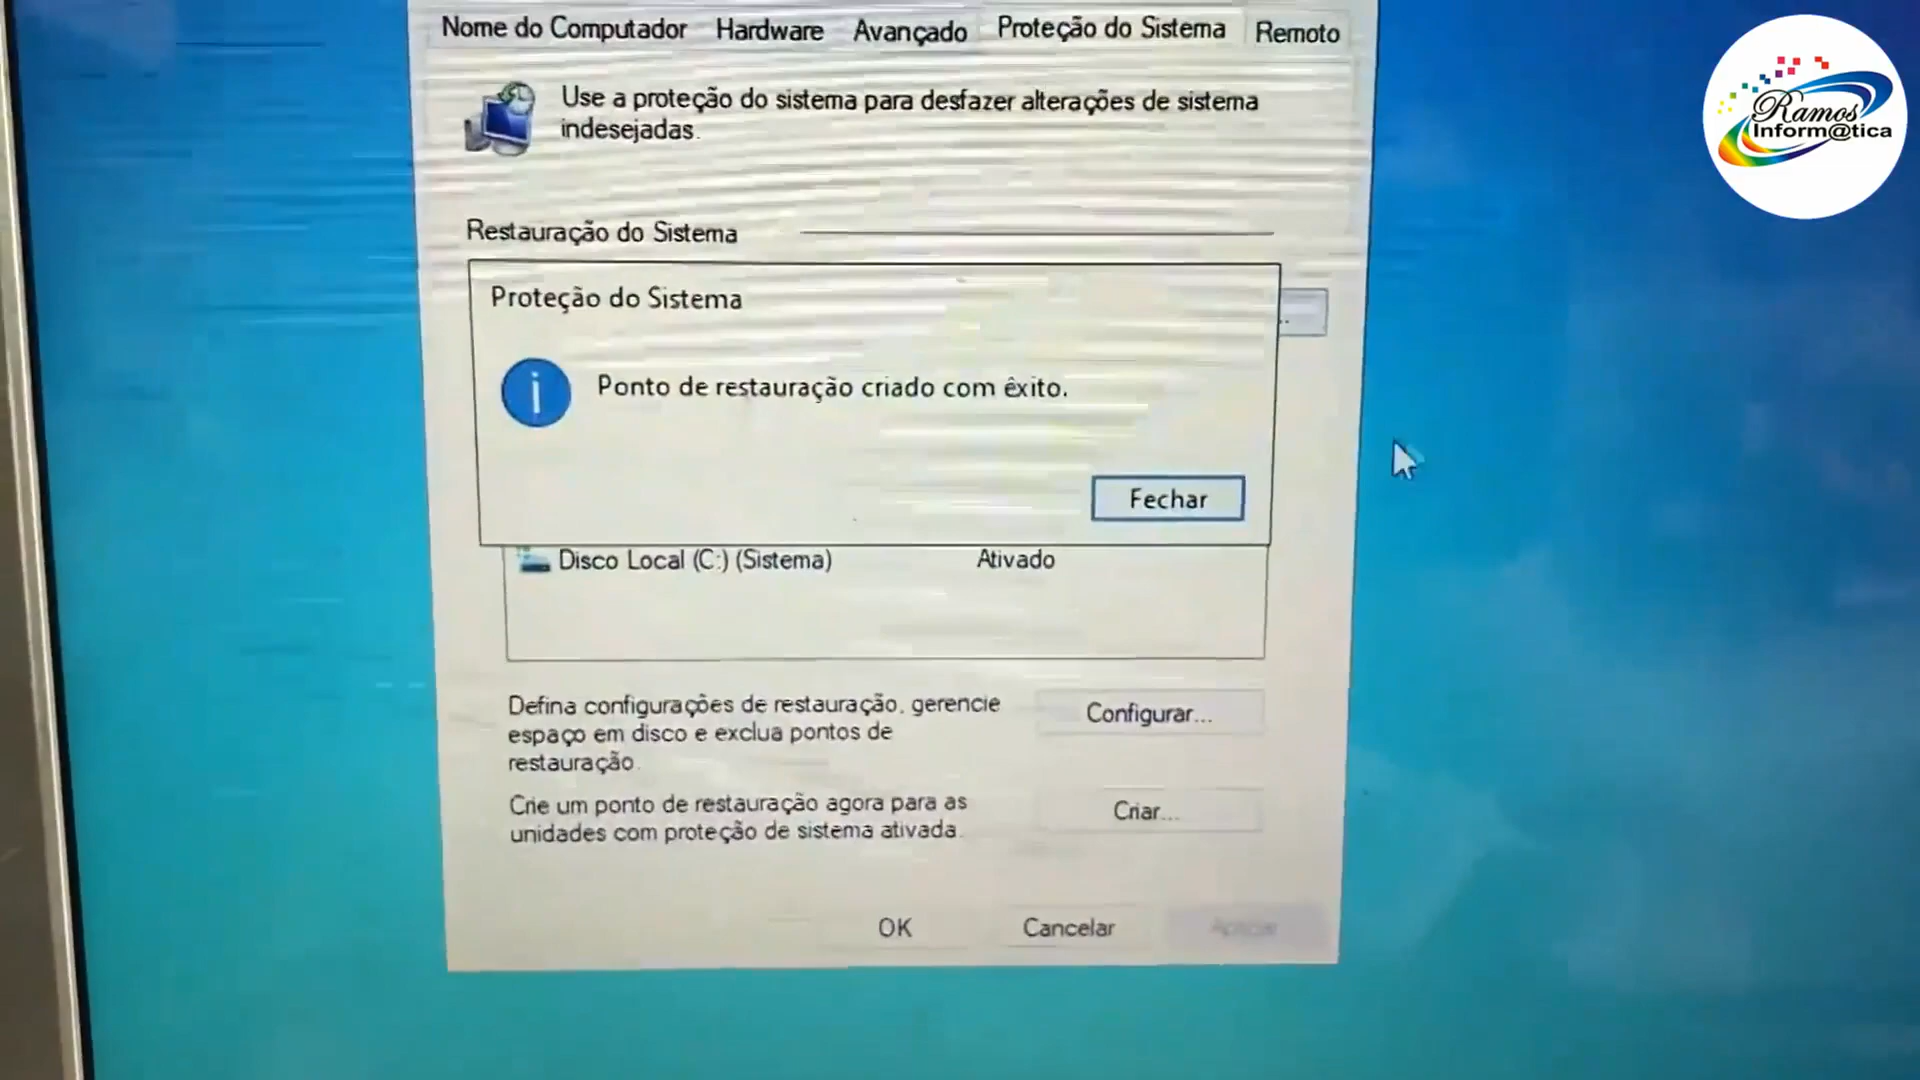 Nome do Computador Hardware Avançado Proteção do Sistema Remoto
Use a proteção do sistema para desfazer alterações de sistema
indesejadas.
Restauração do Sistema
Proteção do Sistema
Ponto de restauração criado com êxito.
Fechar
Disco Local (C:) (Sistema) Ativado
Defina configurações de restauração, gerencie
espaço em disco e exclua pontos de
restauração.
Configurar...
Crie um ponto de restauração agora para as
unidades com proteção de sistema ativada.
Criar...
OK Cancelar
Ramos
Inform@tica